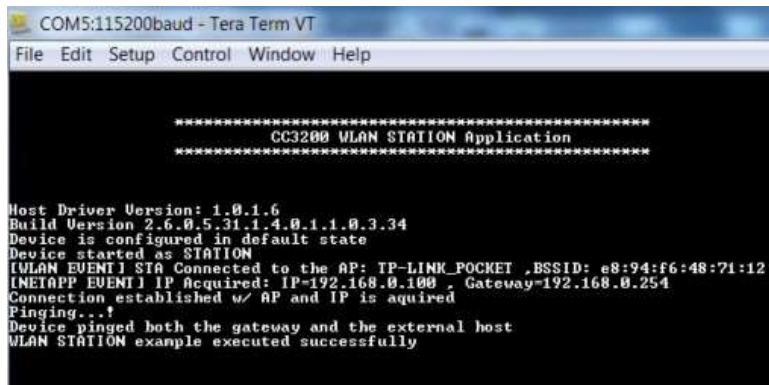 COM5:115200baud - Tera Term VT
File Edit Setup Control Window Help
*************************************************
CC3200 WLAN STATION Application
*************************************************
Host Driver Version: 1.0.1.6
Build Version 2.6.0.5.31.1.4.0.1.1.0.3.34
Device is configured in default state
Device started as STATION
[WLAN EVENT] STA Connected to the AP: TP-LINK_POCKET ,BSSID: e8:94:f6:48:71:12
[NETAPP EVENT] IP Acquired: IP=192.168.0.100 , Gateway=192.168.0.254
Connection established w/ AP and IP is aquired
Pinging...!
Device pinged both the gateway and the external host
WLAN STATION example executed successfully